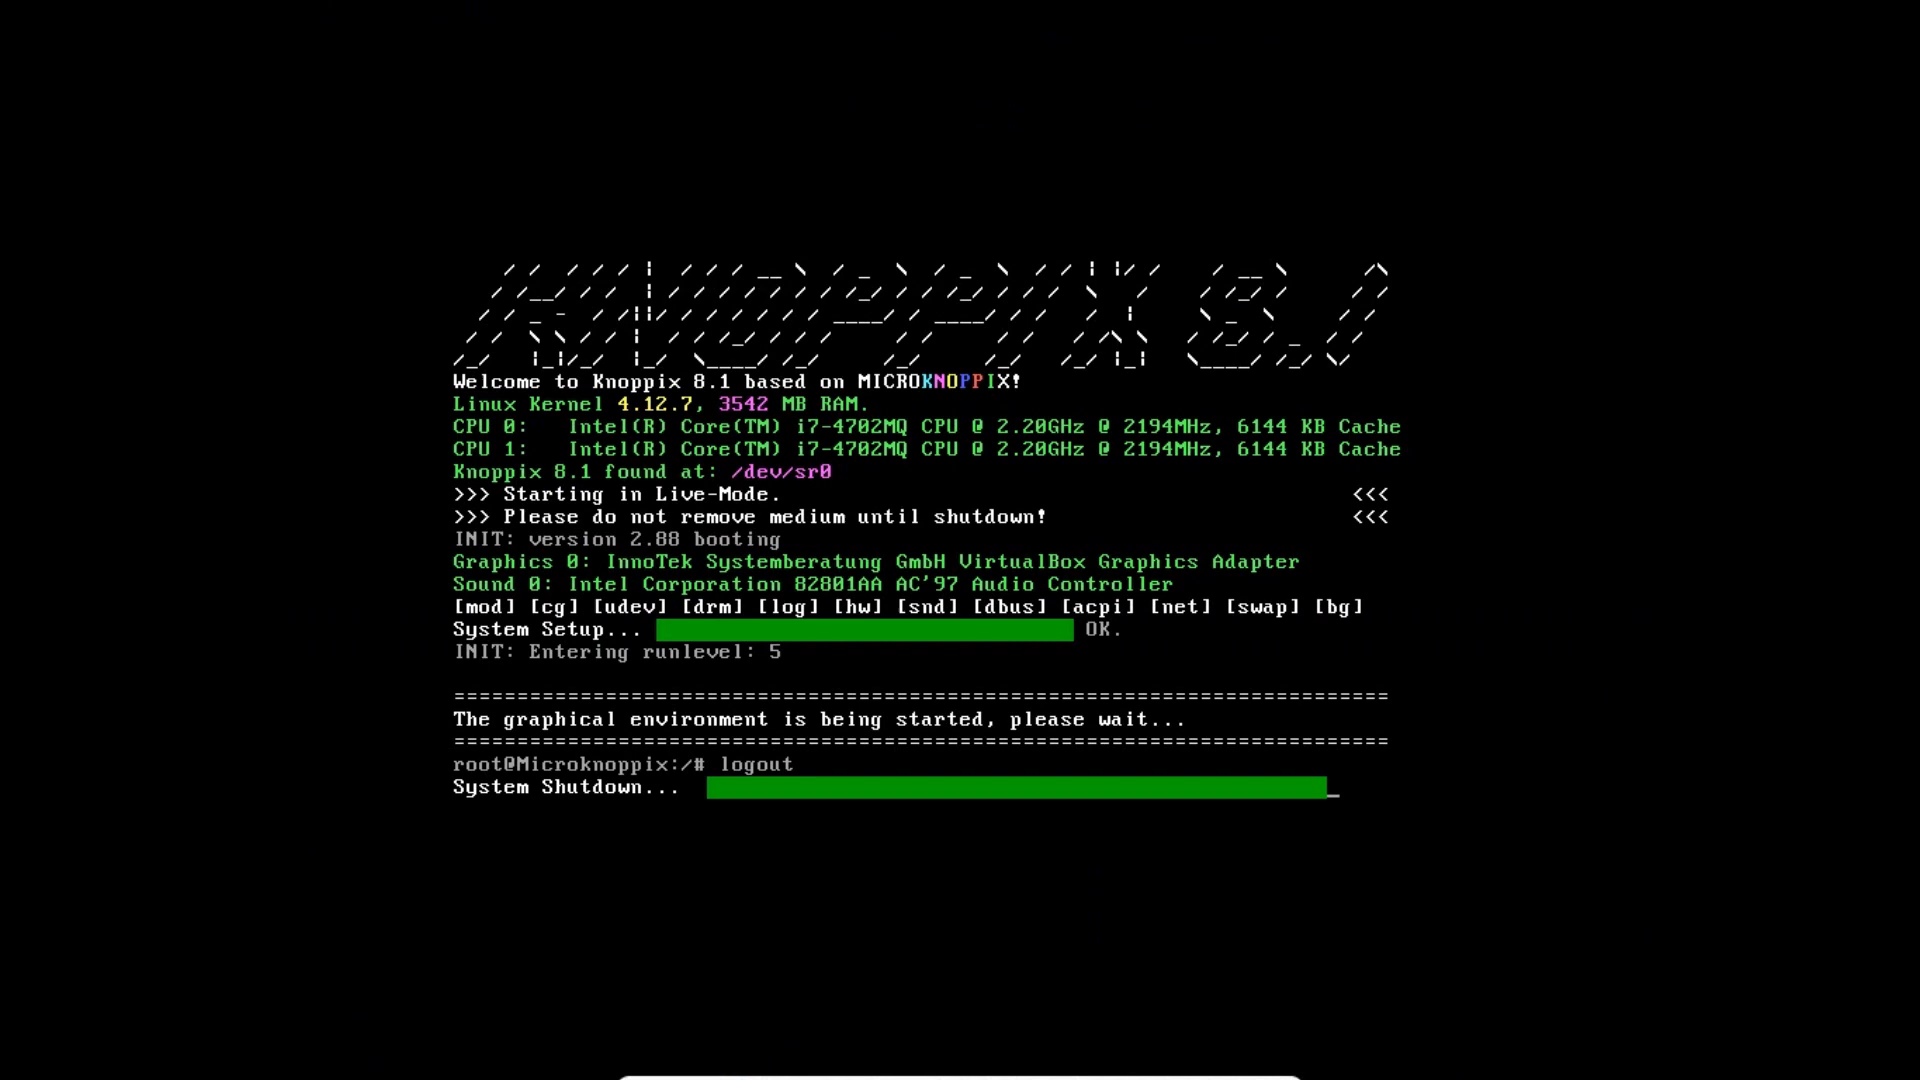 KNOPPIX 8.1
Welcome to Knoppix 8.1 based on MICROKNOPPIX!
Linux Kernel 4.12.7, 3542 MB RAM.
CPU 0:   Intel(R) Core(TM) i7-4702MQ CPU @ 2.20GHz @ 2194MHz, 6144 KB Cache
CPU 1:   Intel(R) Core(TM) i7-4702MQ CPU @ 2.20GHz @ 2194MHz, 6144 KB Cache
Knoppix 8.1 found at: /dev/sr0
>>> Starting in Live-Mode. <<<
>>> Please do not remove medium until shutdown! <<<
INIT: version 2.88 booting
Graphics 0: InnoTek Systemberatung GmbH VirtualBox Graphics Adapter
Sound 0: Intel Corporation 82801AA AC'97 Audio Controller
[mod] [cg] [udev] [drm] [log] [hw] [snd] [dbus] [acpi] [net] [swap] [bg]
System Setup... OK.
INIT: Entering runlevel: 5
==========================================================================
The graphical environment is being started, please wait...
==========================================================================
root@Microknoppix:/# logout
System Shutdown... _